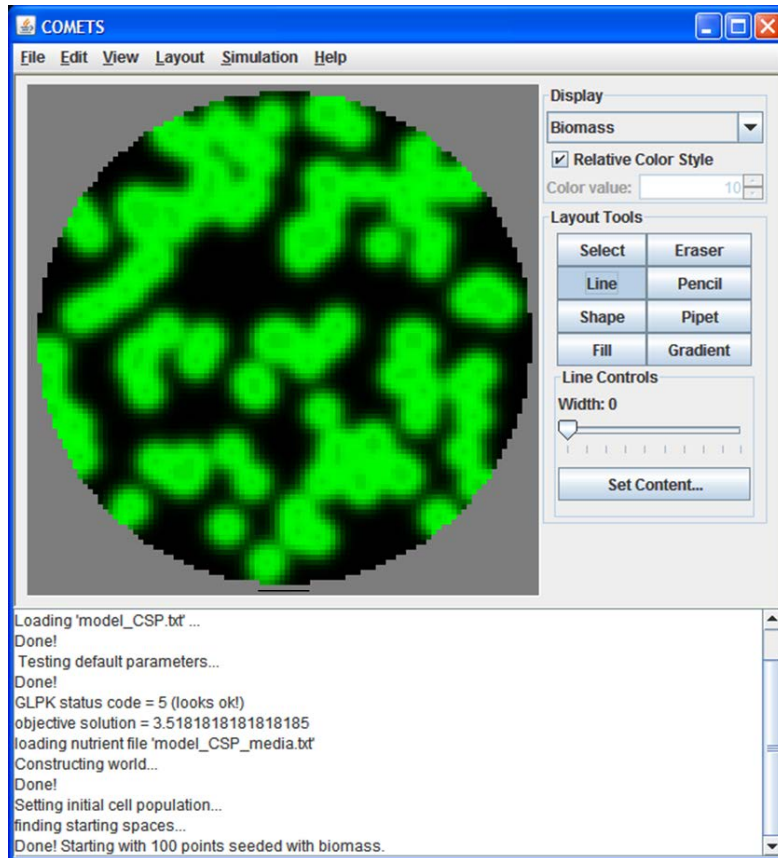 COMETS
File Edit View Layout Simulation Help
Display
Biomass
Relative Color Style
Color value: 10
Layout Tools
Select Eraser
Line Pencil
Shape Pipet
Fill Gradient
Line Controls
Width: 0
Set Content...
Loading 'model_CSP.txt' ...
Done!
Testing default parameters...
Done!
GLPK status code = 5 (looks ok!)
objective solution = 3.5181818181818185
loading nutrient file 'model_CSP_media.txt'
Constructing world...
Done!
Setting initial cell population...
finding starting spaces...
Done! Starting with 100 points seeded with biomass.